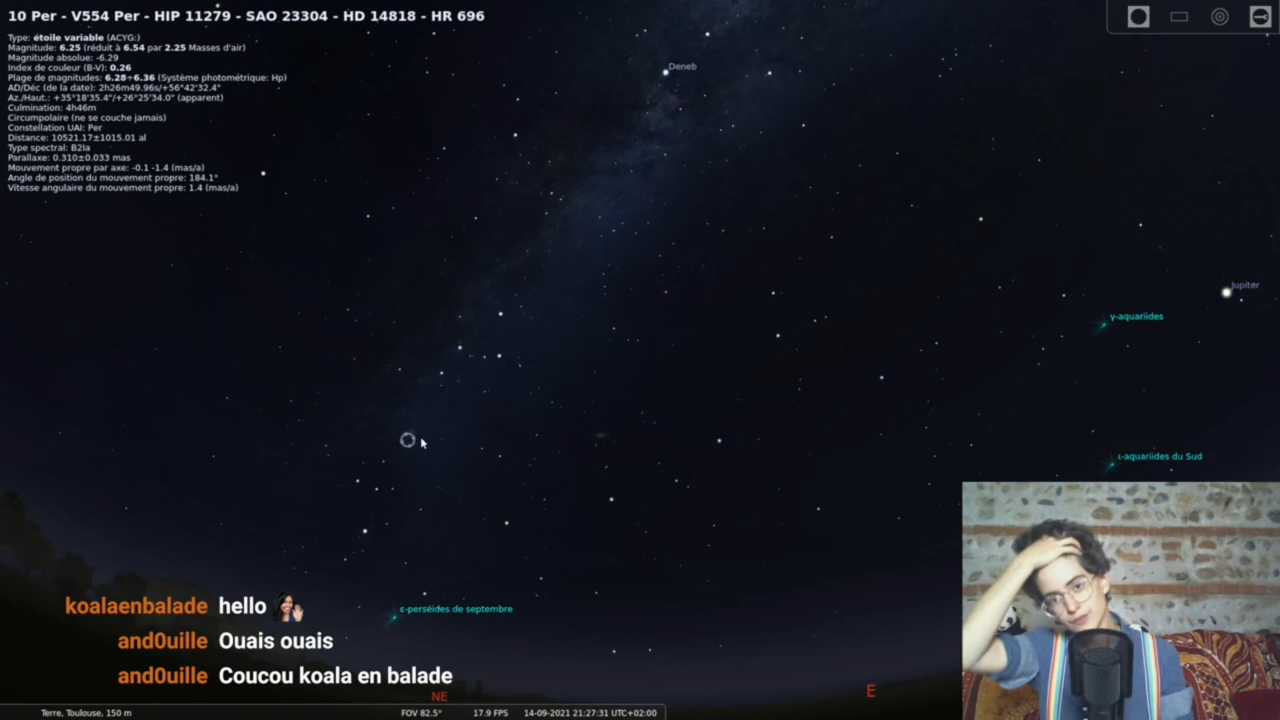 10 Per - V554 Per - HIP 11279 - SAO 23304 - HD 14818 - HR 696
Type: étoile variable (ACYG:)
Magnitude: 6.25 (réduit à 6.54 par 2.25 Masses d'air)
Magnitude absolue: -6.29
Index de couleur (B-V): 0.26
Plage de magnitudes: 6.28÷6.36 (Système photométrique: Hp)
AD/Déc (de la date): 2h26m49.96s/+56°42'32.4"
Az./Haut.: +35°18'35.4"/+26°25'34.0" (apparent)
Culmination: 4h46m
Circumpolaire (ne se couche jamais)
Constellation UAI: Per
Distance: 10521.17±1015.01 al
Type spectral: B2Ia
Parallaxe: 0.310±0.033 mas
Mouvement propre par axe: -0.1 -1.4 (mas/a)
Angle de position du mouvement propre: 184.1°
Vitesse angulaire du mouvement propre: 1.4 (mas/a)
Deneb
Jupiter
γ-aquariides
ι-aquariides du Sud
ε-perséides de septembre
koalaenbalade hello
and0uille Ouais ouais
and0uille Coucou koala en balade
NE
E
Terre, Toulouse, 150 m
FOV 82.5°
17.9 FPS
14-09-2021 21:27:31 UTC+02:00